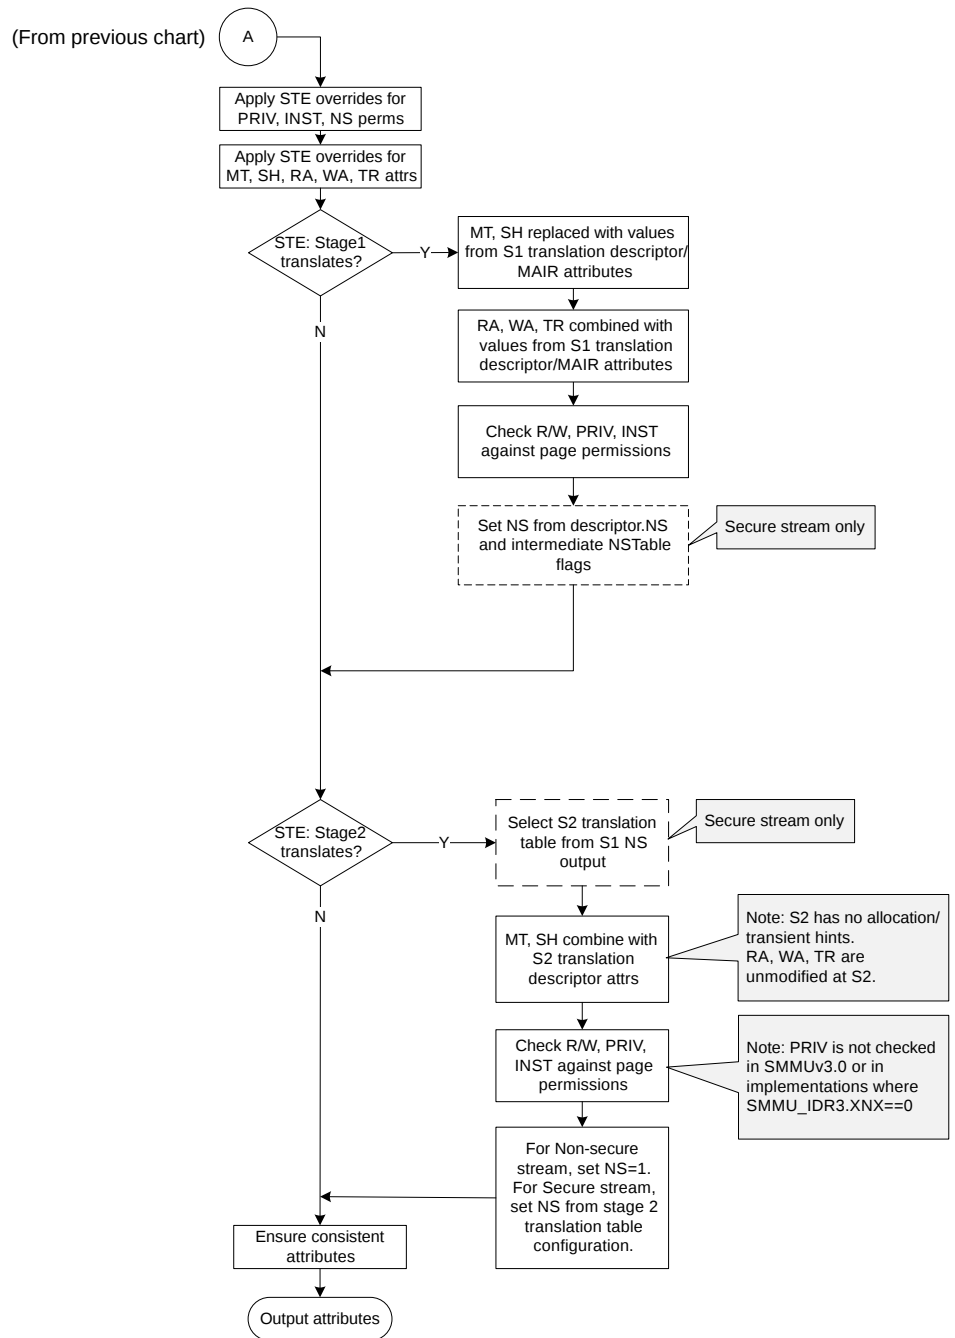 (From previous chart)
A
Apply STE overrides for
PRIV, INST, NS perms
Apply STE overrides for
MT, SH, RA, WA, TR attrs
STE: Stage1
translates?
Y
MT, SH replaced with values
from S1 translation descriptor/
MAIR attributes
N
RA, WA, TR combined with
values from S1 translation
descriptor/MAIR attributes
Check R/W, PRIV, INST
against page permissions
Set NS from descriptor.NS
and intermediate NSTable
flags
Secure stream only
STE: Stage2
translates?
Y
Select S2 translation
table from S1 NS
output
Secure stream only
N
MT, SH combine with
S2 translation
descriptor attrs
Note: S2 has no allocation/
transient hints.
RA, WA, TR are
unmodified at S2.
Check R/W, PRIV,
INST against page
permissions
Note: PRIV is not checked
in SMMUv3.0 or in
implementations where
SMMU_IDR3.XNX==0
For Non-secure
stream, set NS=1.
For Secure stream,
set NS from stage 2
translation table
configuration.
Ensure consistent
attributes
Output attributes